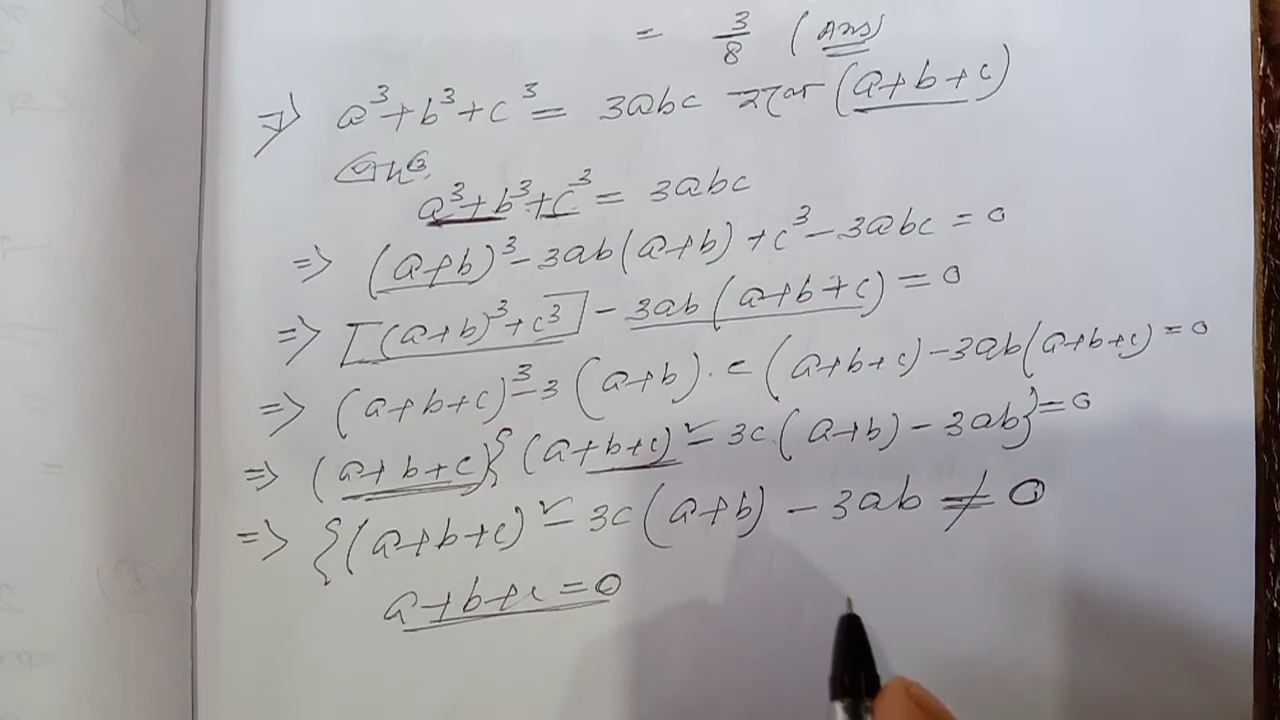 = 3/8 (Ans)
⇒ a³+b³+c³ = 3abc হলে (a+b+c)
a³+b³+c³ = 3abc
⇒ (a+b)³-3ab(a+b)+c³-3abc=0
⇒ [(a+b)³+c³]-3ab(a+b+c)=0
⇒ (a+b+c)³-3(a+b).c(a+b+c)-3ab(a+b+c)=0
⇒ (a+b+c){(a+b+c)²-3c(a+b)-3ab}=0
⇒ {(a+b+c)²-3c(a+b)-3ab≠0
a+b+c=0